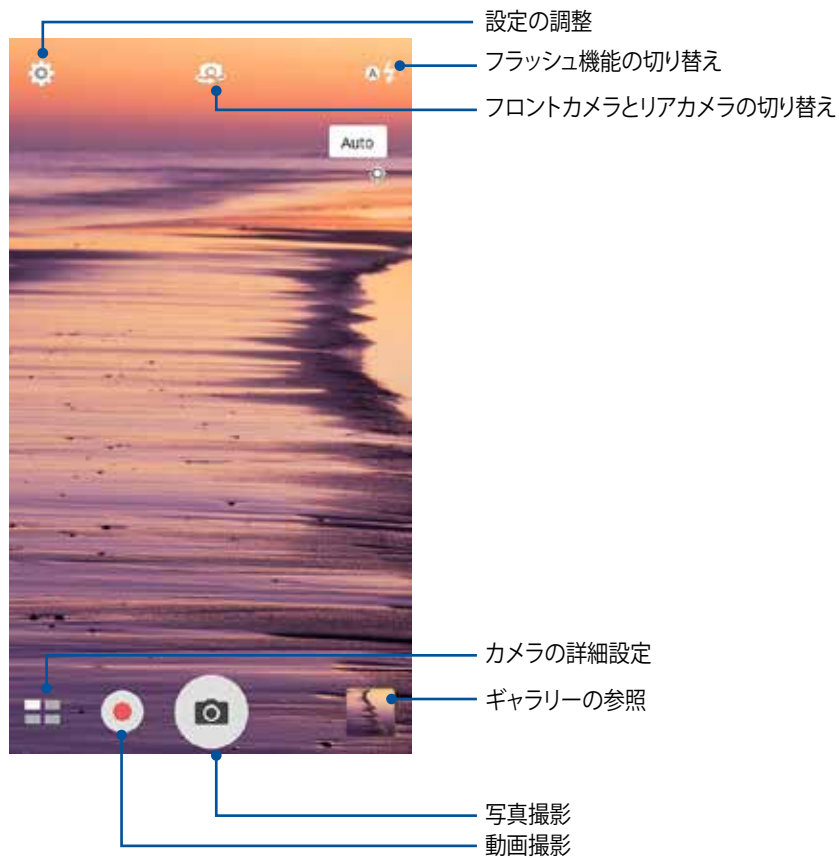 設定の調整
フラッシュ機能の切り替え
フロントカメラとリアカメラの切り替え
A
Auto
カメラの詳細設定
ギャラリーの参照
写真撮影
動画撮影